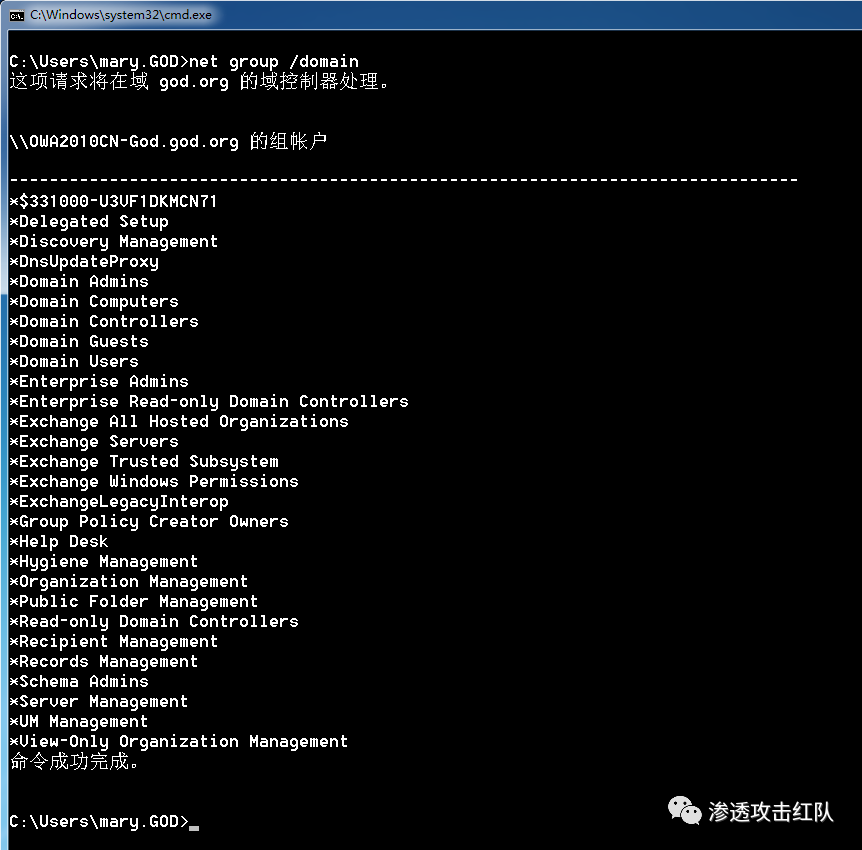 C:\Windows\system32\cmd.exe
C:\Users\mary.GOD>net group /domain
这项请求将在域 god.org 的域控制器处理。
\\OWA2010CN-God.god.org 的组帐户
-------------------------------------------------------------------------------
*$331000-U3VF1DKMCN71
*Delegated Setup
*Discovery Management
*DnsUpdateProxy
*Domain Admins
*Domain Computers
*Domain Controllers
*Domain Guests
*Domain Users
*Enterprise Admins
*Enterprise Read-only Domain Controllers
*Exchange All Hosted Organizations
*Exchange Servers
*Exchange Trusted Subsystem
*Exchange Windows Permissions
*ExchangeLegacyInterop
*Group Policy Creator Owners
*Help Desk
*Hygiene Management
*Organization Management
*Public Folder Management
*Read-only Domain Controllers
*Recipient Management
*Records Management
*Schema Admins
*Server Management
*UM Management
*View-Only Organization Management
命令成功完成。
C:\Users\mary.GOD>_
渗透攻击红队